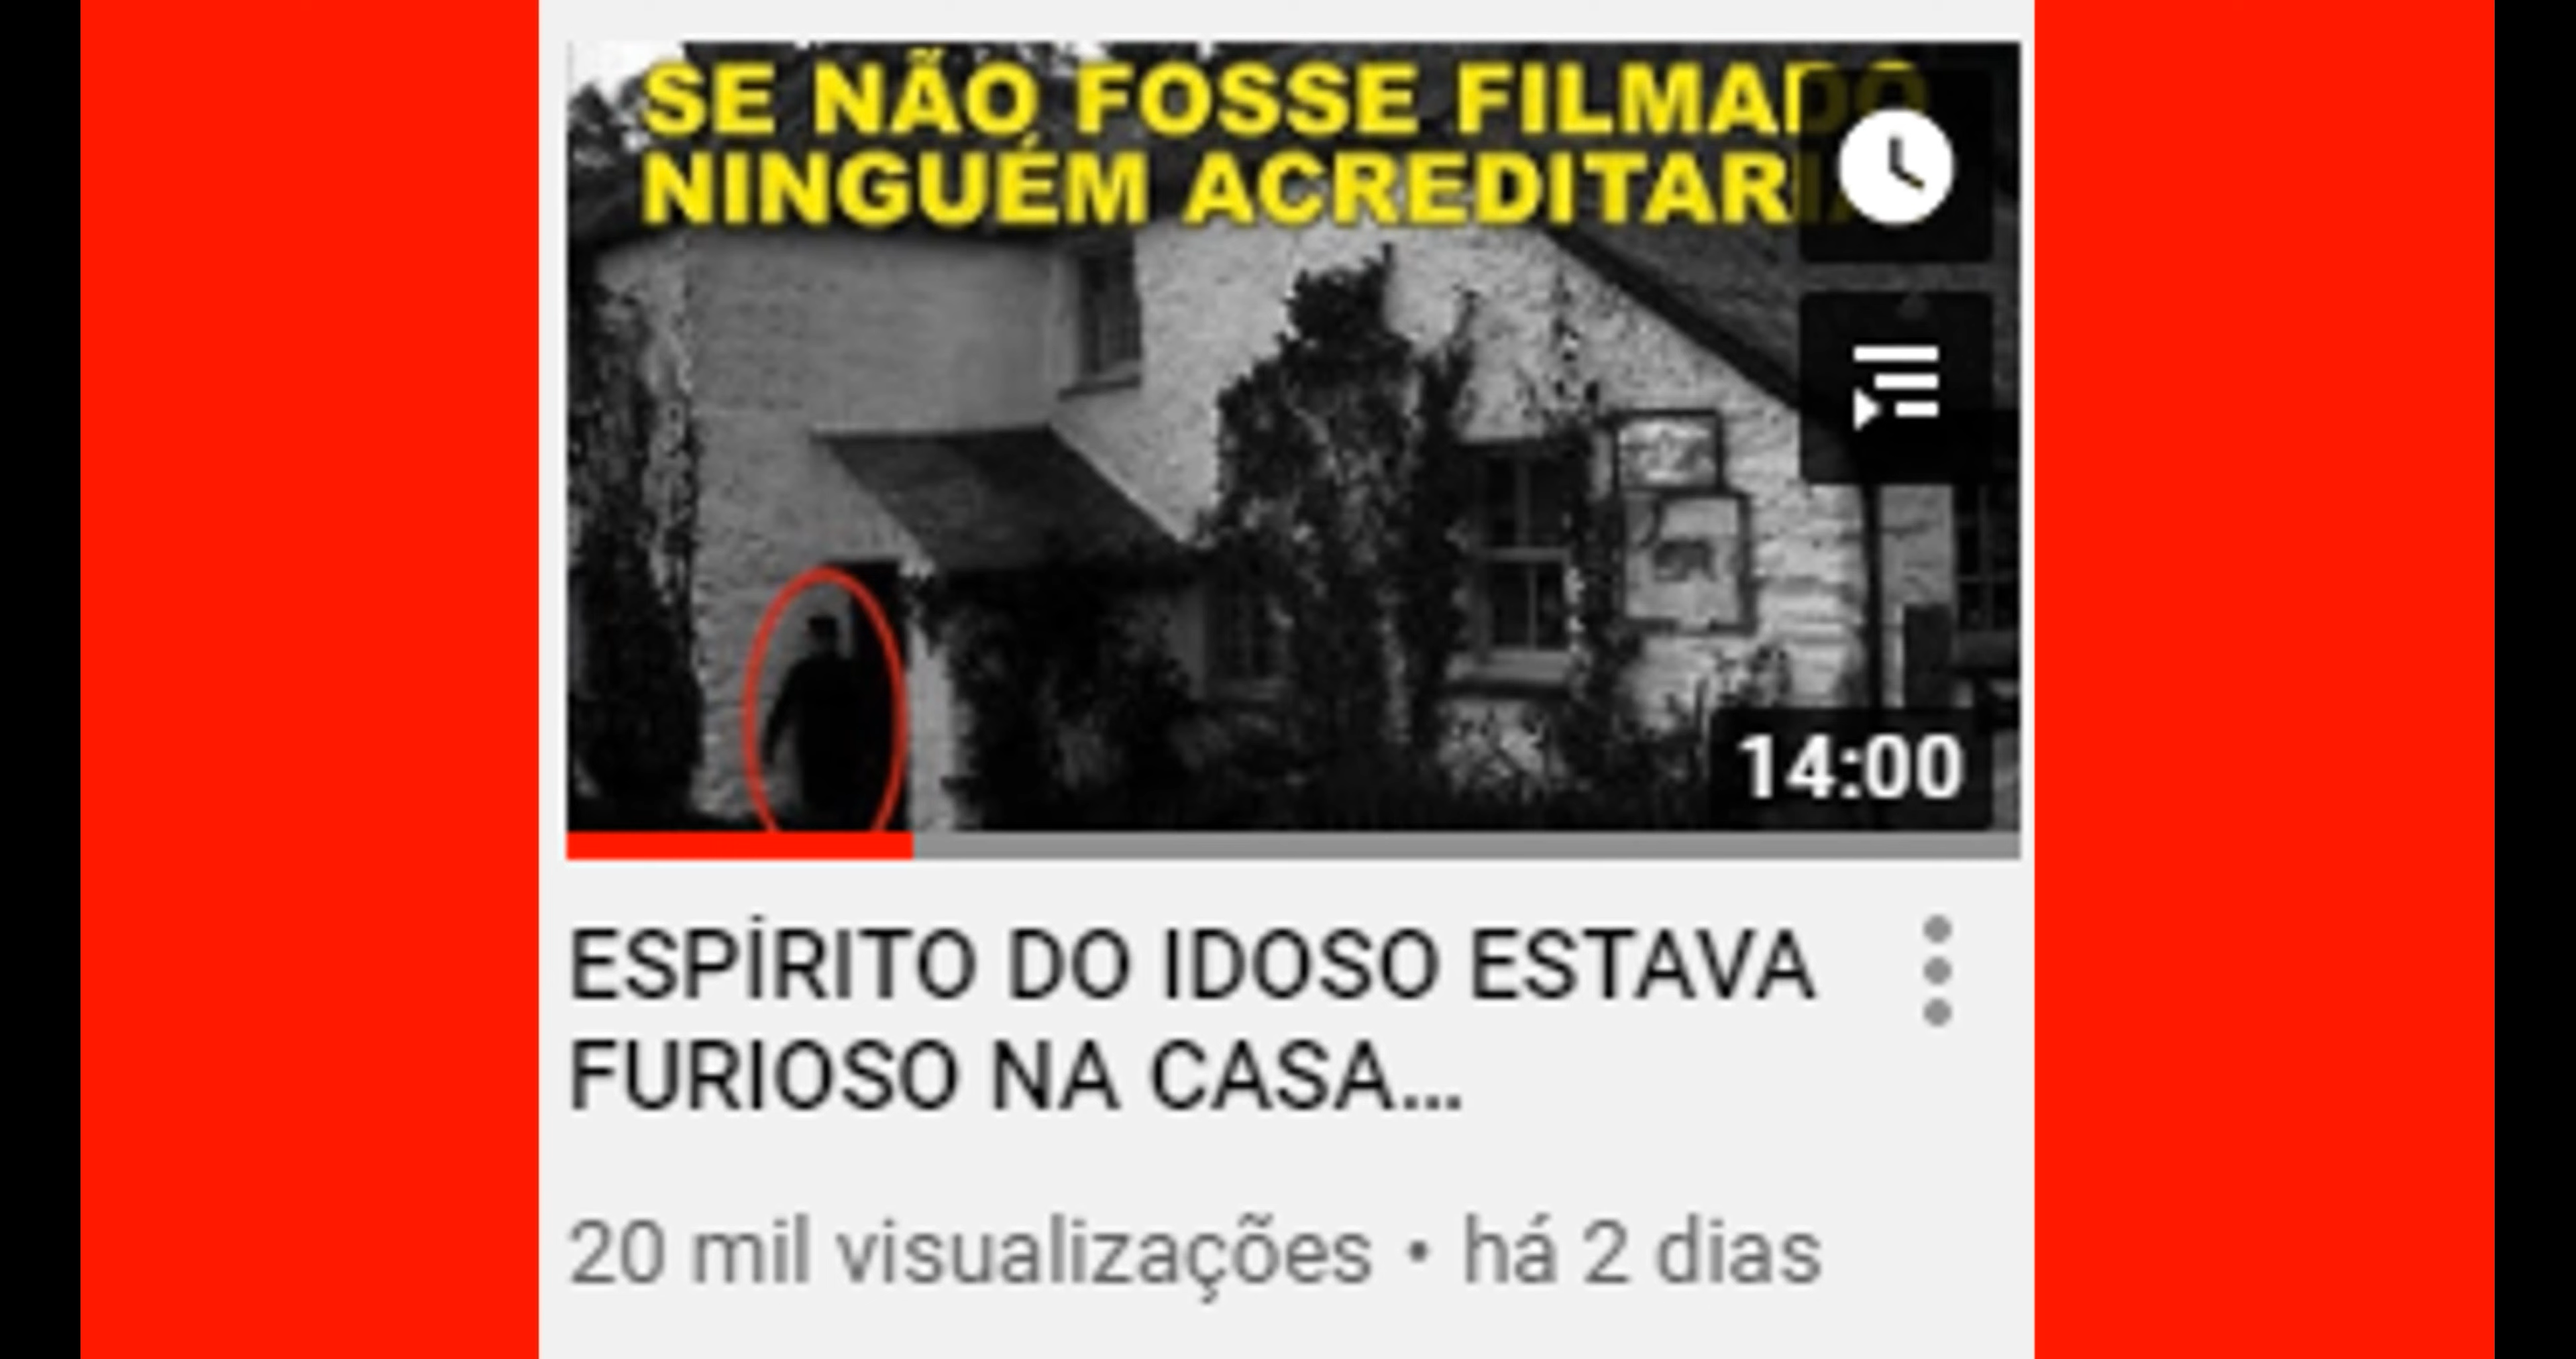 SE NÃO FOSSE FILMADO
NINGUÉM ACREDITARIA
14:00
ESPÍRITO DO IDOSO ESTAVA
FURIOSO NA CASA...
20 mil visualizações • há 2 dias